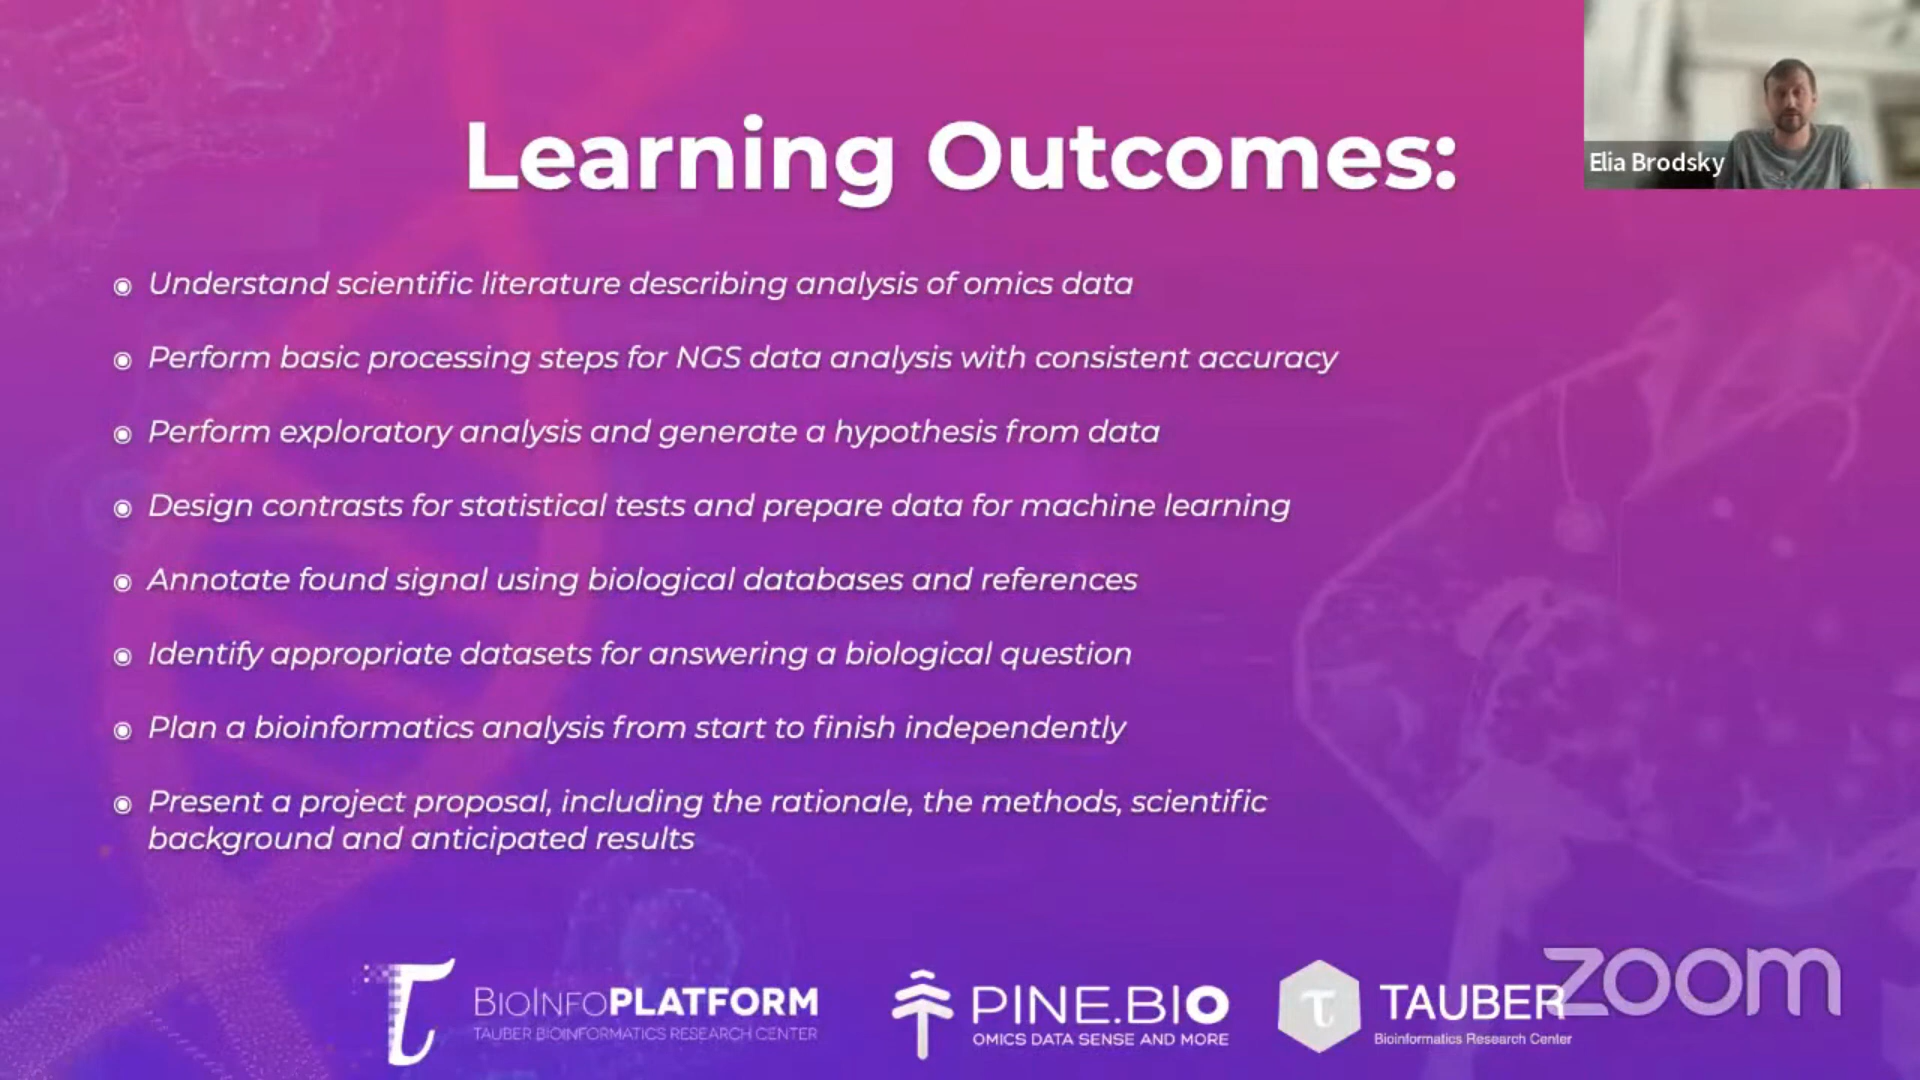 Learning Outcomes:
Elia Brodsky
Understand scientific literature describing analysis of omics data
Perform basic processing steps for NGS data analysis with consistent accuracy
Perform exploratory analysis and generate a hypothesis from data
Design contrasts for statistical tests and prepare data for machine learning
Annotate found signal using biological databases and references
Identify appropriate datasets for answering a biological question
Plan a bioinformatics analysis from start to finish independently
Present a project proposal, including the rationale, the methods, scientific
background and anticipated results
BIOINFOPLATFORM
TAUBER BIOINFORMATICS RESEARCH CENTER
PINE.BIO
OMICS DATA SENSE AND MORE
TAUBER
Bioinformatics Research Center
zoom